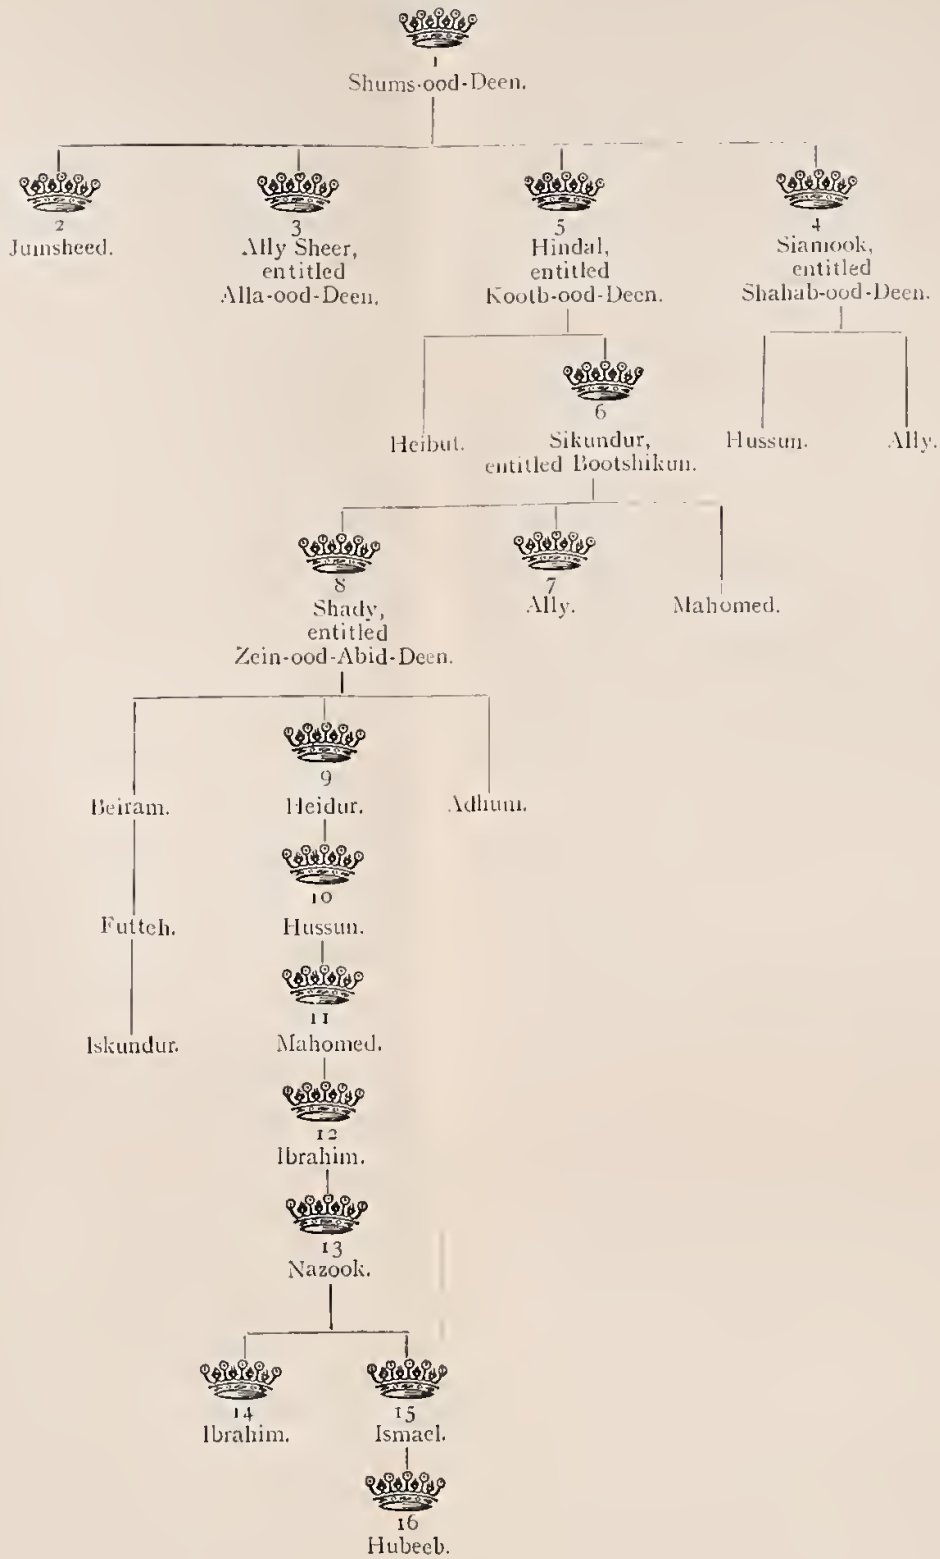 1
Shums-ood-Deen.
2
Jumsheed.
3
Ally Sheer,
entitled
Alla-ood-Deen.
5
Hindal,
entitled
Kootb-ood-Deen.
4
Siamook,
entitled
Shahab-ood-Deen.
Heibut.
6
Sikundur,
entitled Bootshikun.
Hussun.
Ally.
8
Shady,
entitled
Zein-ood-Abid-Deen.
7
Ally.
Mahomed.
Beiram.
9
Heidur.
Adhum.
Futteh.
10
Hussun.
Iskundur.
11
Mahomed.
12
Ibrahim.
13
Nazook.
14
Ibrahim.
15
Ismael.
16
Hubeeb.